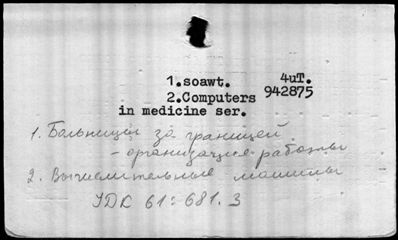 1.soawt. 4uT.
2.Computers 942875
in medicine ser.
1. Больницы за границей
- организация работы
2. Вычислительные машины
УДК 61:681.3